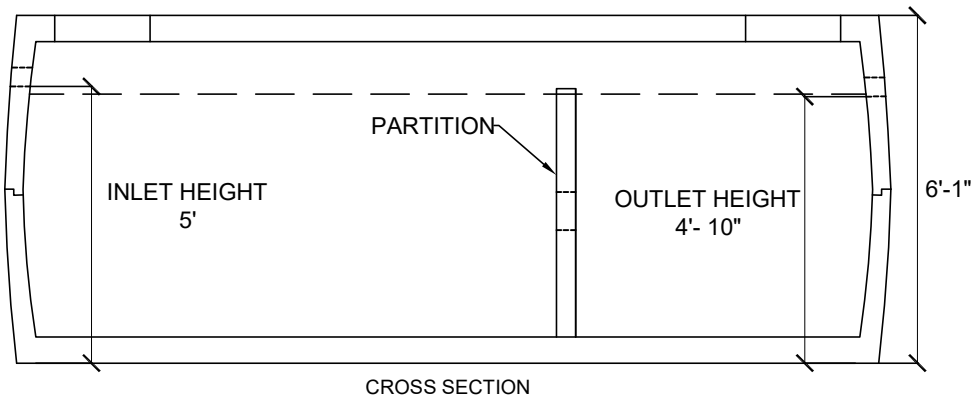 PARTITION
INLET HEIGHT
5'
OUTLET HEIGHT
4'- 10"
6'-1"
CROSS SECTION